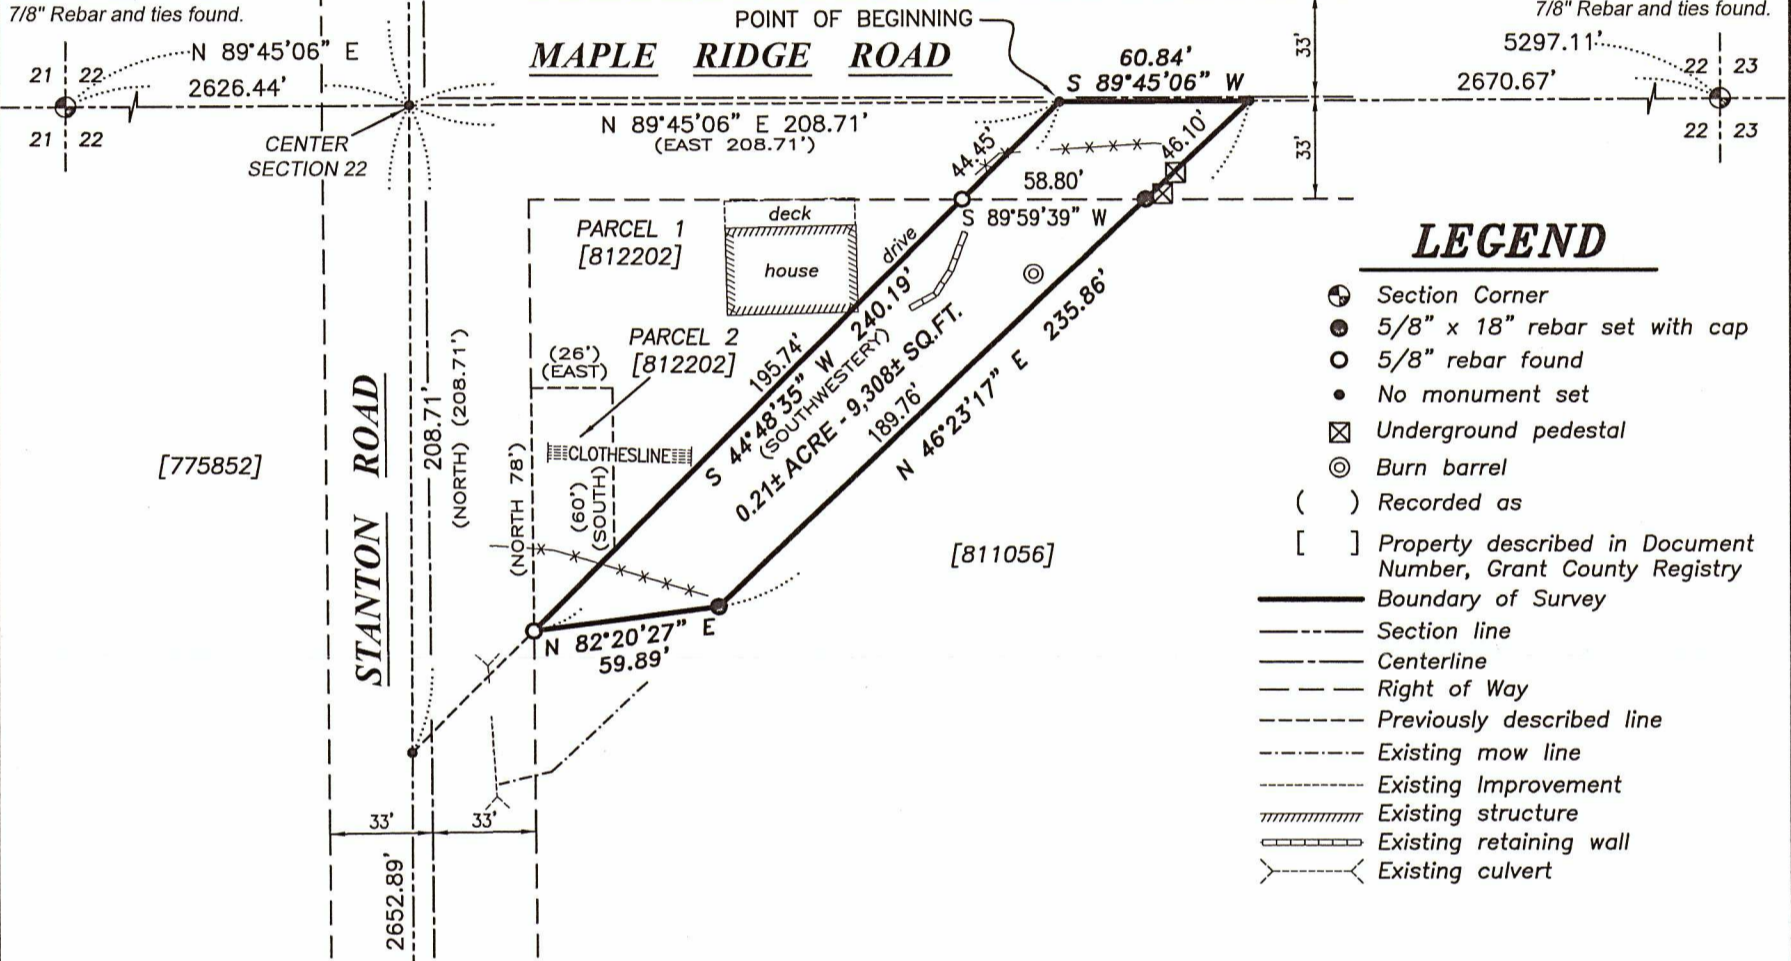 7/8" Rebar and ties found.
POINT OF BEGINNING
7/8" Rebar and ties found.
N 89°45'06" E
2626.44'
21 22
21 22
MAPLE RIDGE ROAD
60.84'
S 89°45'06" W
33'
33'
5297.11'
2670.67'
22 23
22 23
CENTER
SECTION 22
N 89°45'06" E 208.71'
(EAST 208.71')
44.45'
46.10'
58.80'
S 89°59'39" W
PARCEL 1
[812202]
deck
house
drive
PARCEL 2
[812202]
(26')
(EAST)
195.74'
S 44°48'35" W 240.19'
(SOUTHWESTERY)
0.21± ACRE - 9,308± SQ.FT.
189.76'
N 46°23'17" E 235.86'
STANTON ROAD
208.71'
(NORTH) (208.71')
(NORTH 78')
(60')
(SOUTH)
CLOTHESLINE
[775852]
[811056]
N 82°20'27" E
59.89'
33'
33'
2652.89'
LEGEND
Section Corner
5/8" x 18" rebar set with cap
5/8" rebar found
No monument set
Underground pedestal
Burn barrel
( ) Recorded as
[ ] Property described in Document
Number, Grant County Registry
Boundary of Survey
Section line
Centerline
Right of Way
Previously described line
Existing mow line
Existing Improvement
Existing structure
Existing retaining wall
Existing culvert